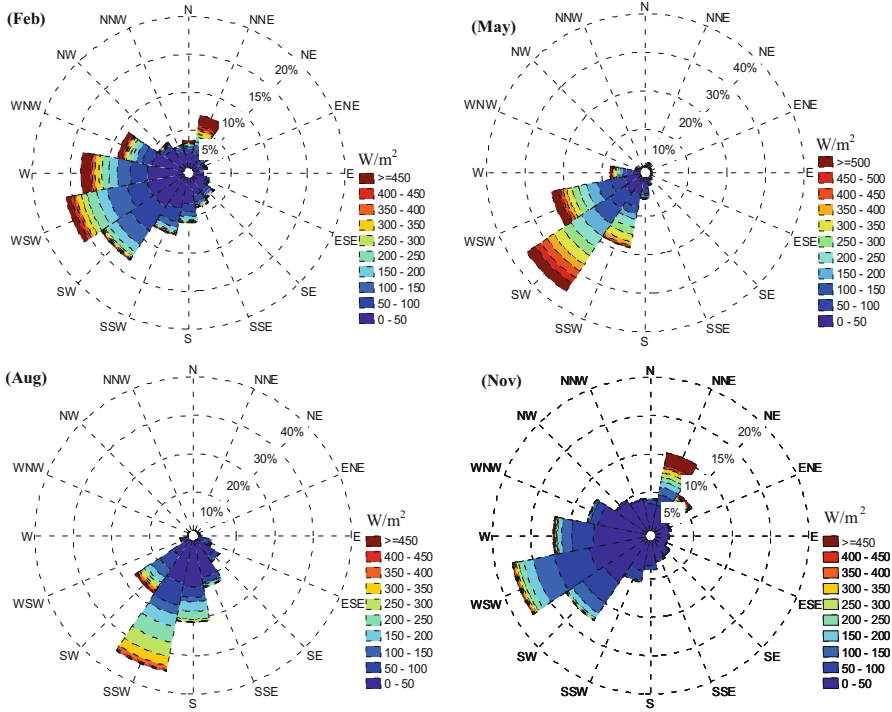 (Feb)
N
NNE
NE
ENE
E
ESE
SE
SSE
S
SSW
SW
WSW
W
WNW
NW
NNW
20%
15%
10%
5%
W/m²
>=450
400 - 450
350 - 400
300 - 350
250 - 300
200 - 250
150 - 200
100 - 150
50 - 100
0 - 50
(May)
N
NNE
NE
ENE
E
ESE
SE
SSE
S
SSW
SW
WSW
W
WNW
NW
NNW
40%
30%
20%
10%
W/m²
>=500
450 - 500
400 - 450
350 - 400
300 - 350
250 - 300
200 - 250
150 - 200
100 - 150
50 - 100
0 - 50
(Aug)
N
NNE
NE
ENE
E
ESE
SE
SSE
S
SSW
SW
WSW
W
WNW
NW
NNW
40%
30%
20%
10%
W/m²
>=450
400 - 450
350 - 400
300 - 350
250 - 300
200 - 250
150 - 200
100 - 150
50 - 100
0 - 50
(Nov)
N
NNE
NE
ENE
E
ESE
SE
SSE
S
SSW
SW
WSW
W
WNW
NW
NNW
20%
15%
10%
5%
W/m²
>=450
400 - 450
350 - 400
300 - 350
250 - 300
200 - 250
150 - 200
100 - 150
50 - 100
0 - 50